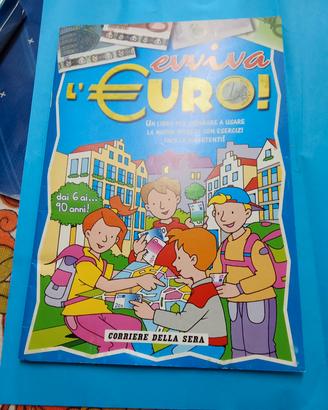 evviva
L'€URO!
UN LIBRO PER IMPARARE A USARE
LA NUOVA MONETA CON ESERCIZI
FACILI E DIVERTENTI!
dai 6 ai...
90 anni!
CORRIERE DELLA SERA